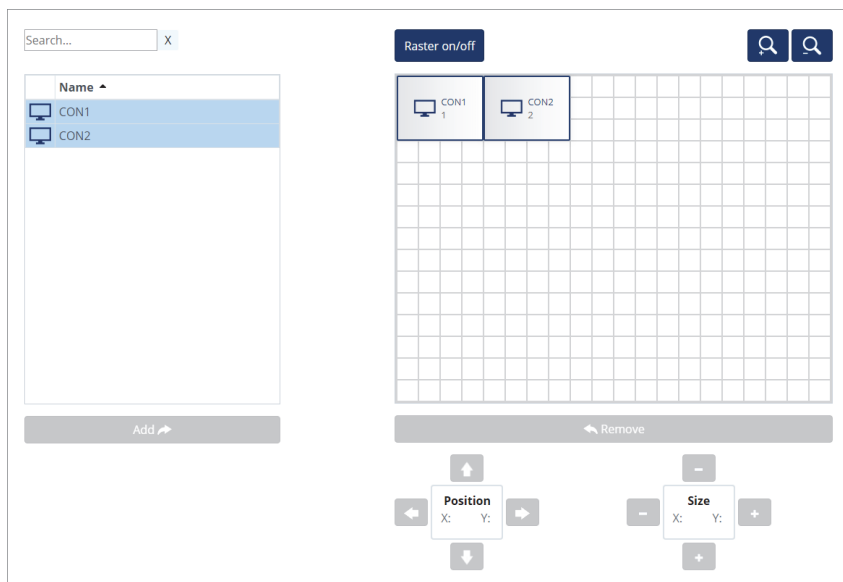 Search...
X
Raster on/off
Name
CON1
CON2
CON1
1
CON2
2
Add
Remove
Position
X: Y:
Size
X: Y: